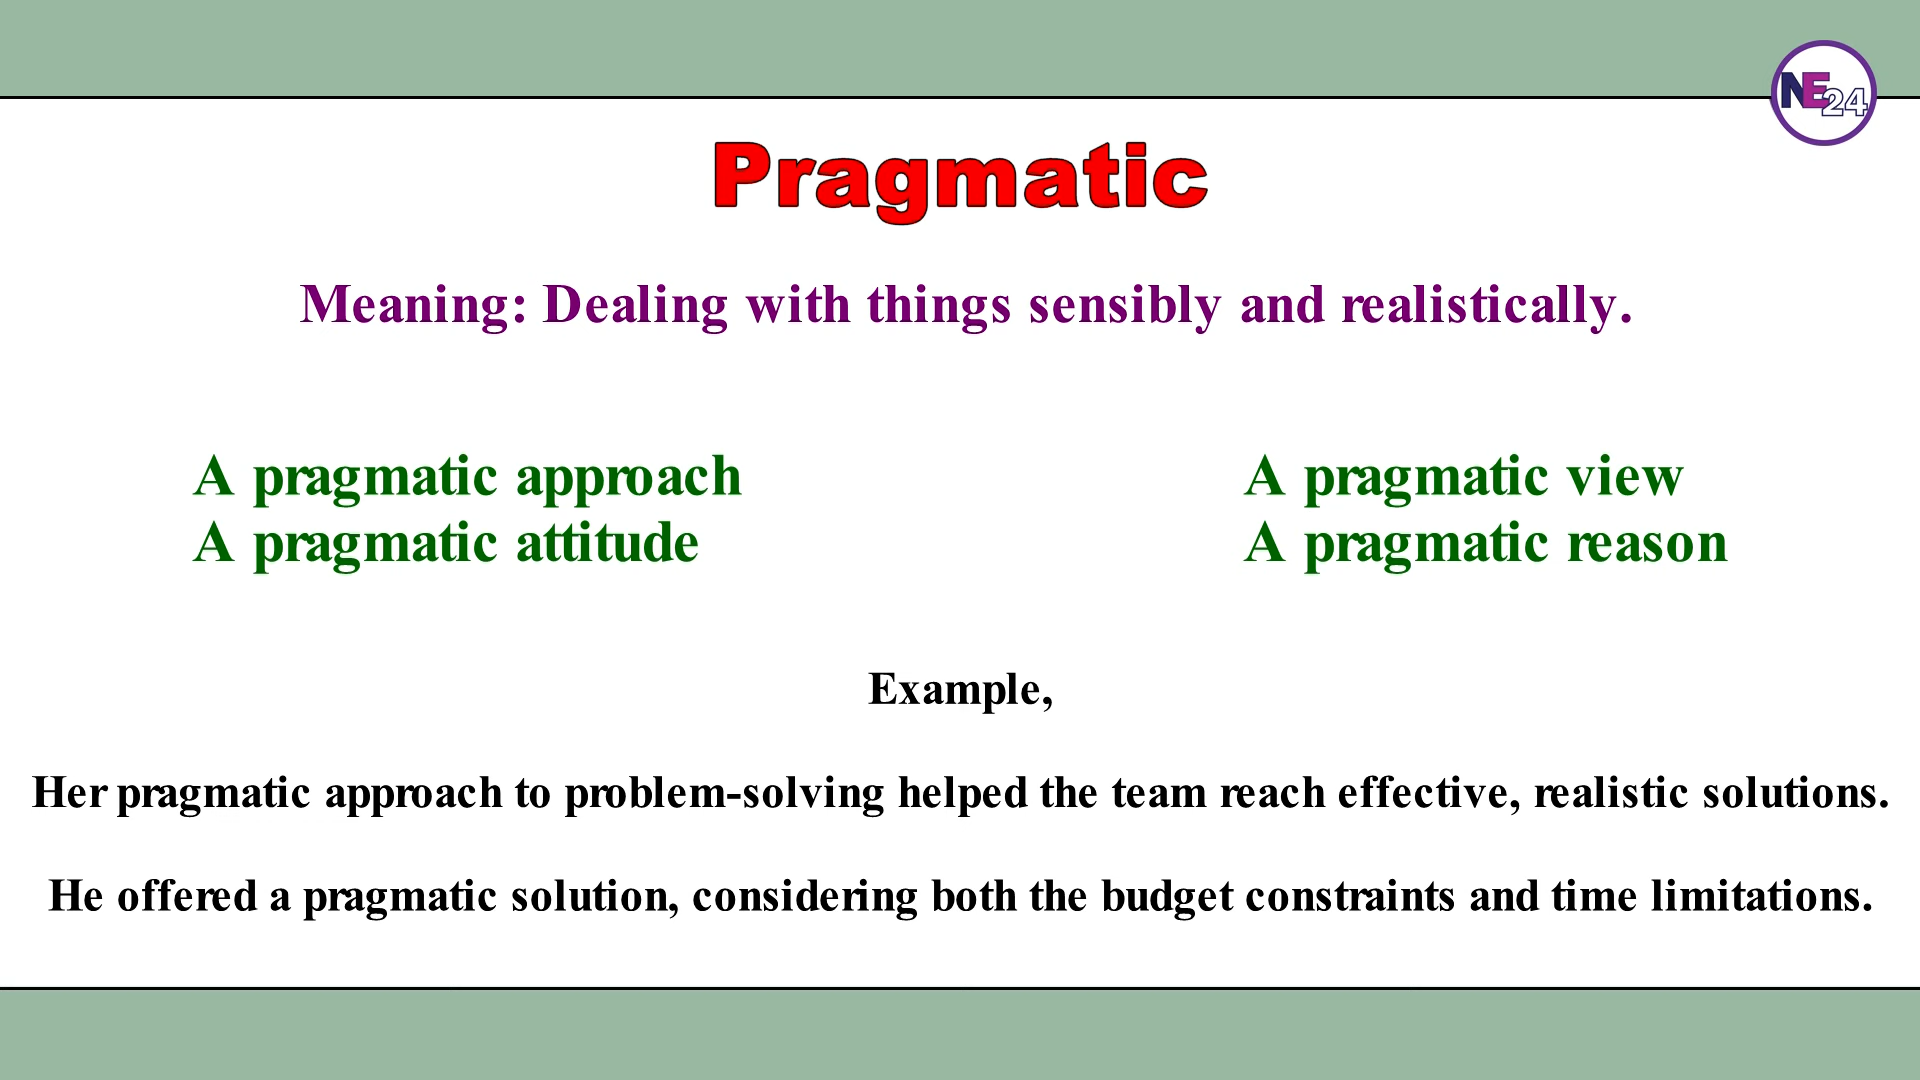 NE24
Pragmatic
Meaning: Dealing with things sensibly and realistically.
A pragmatic approach
A pragmatic attitude
A pragmatic view
A pragmatic reason
Example,
Her pragmatic approach to problem-solving helped the team reach effective, realistic solutions.
He offered a pragmatic solution, considering both the budget constraints and time limitations.